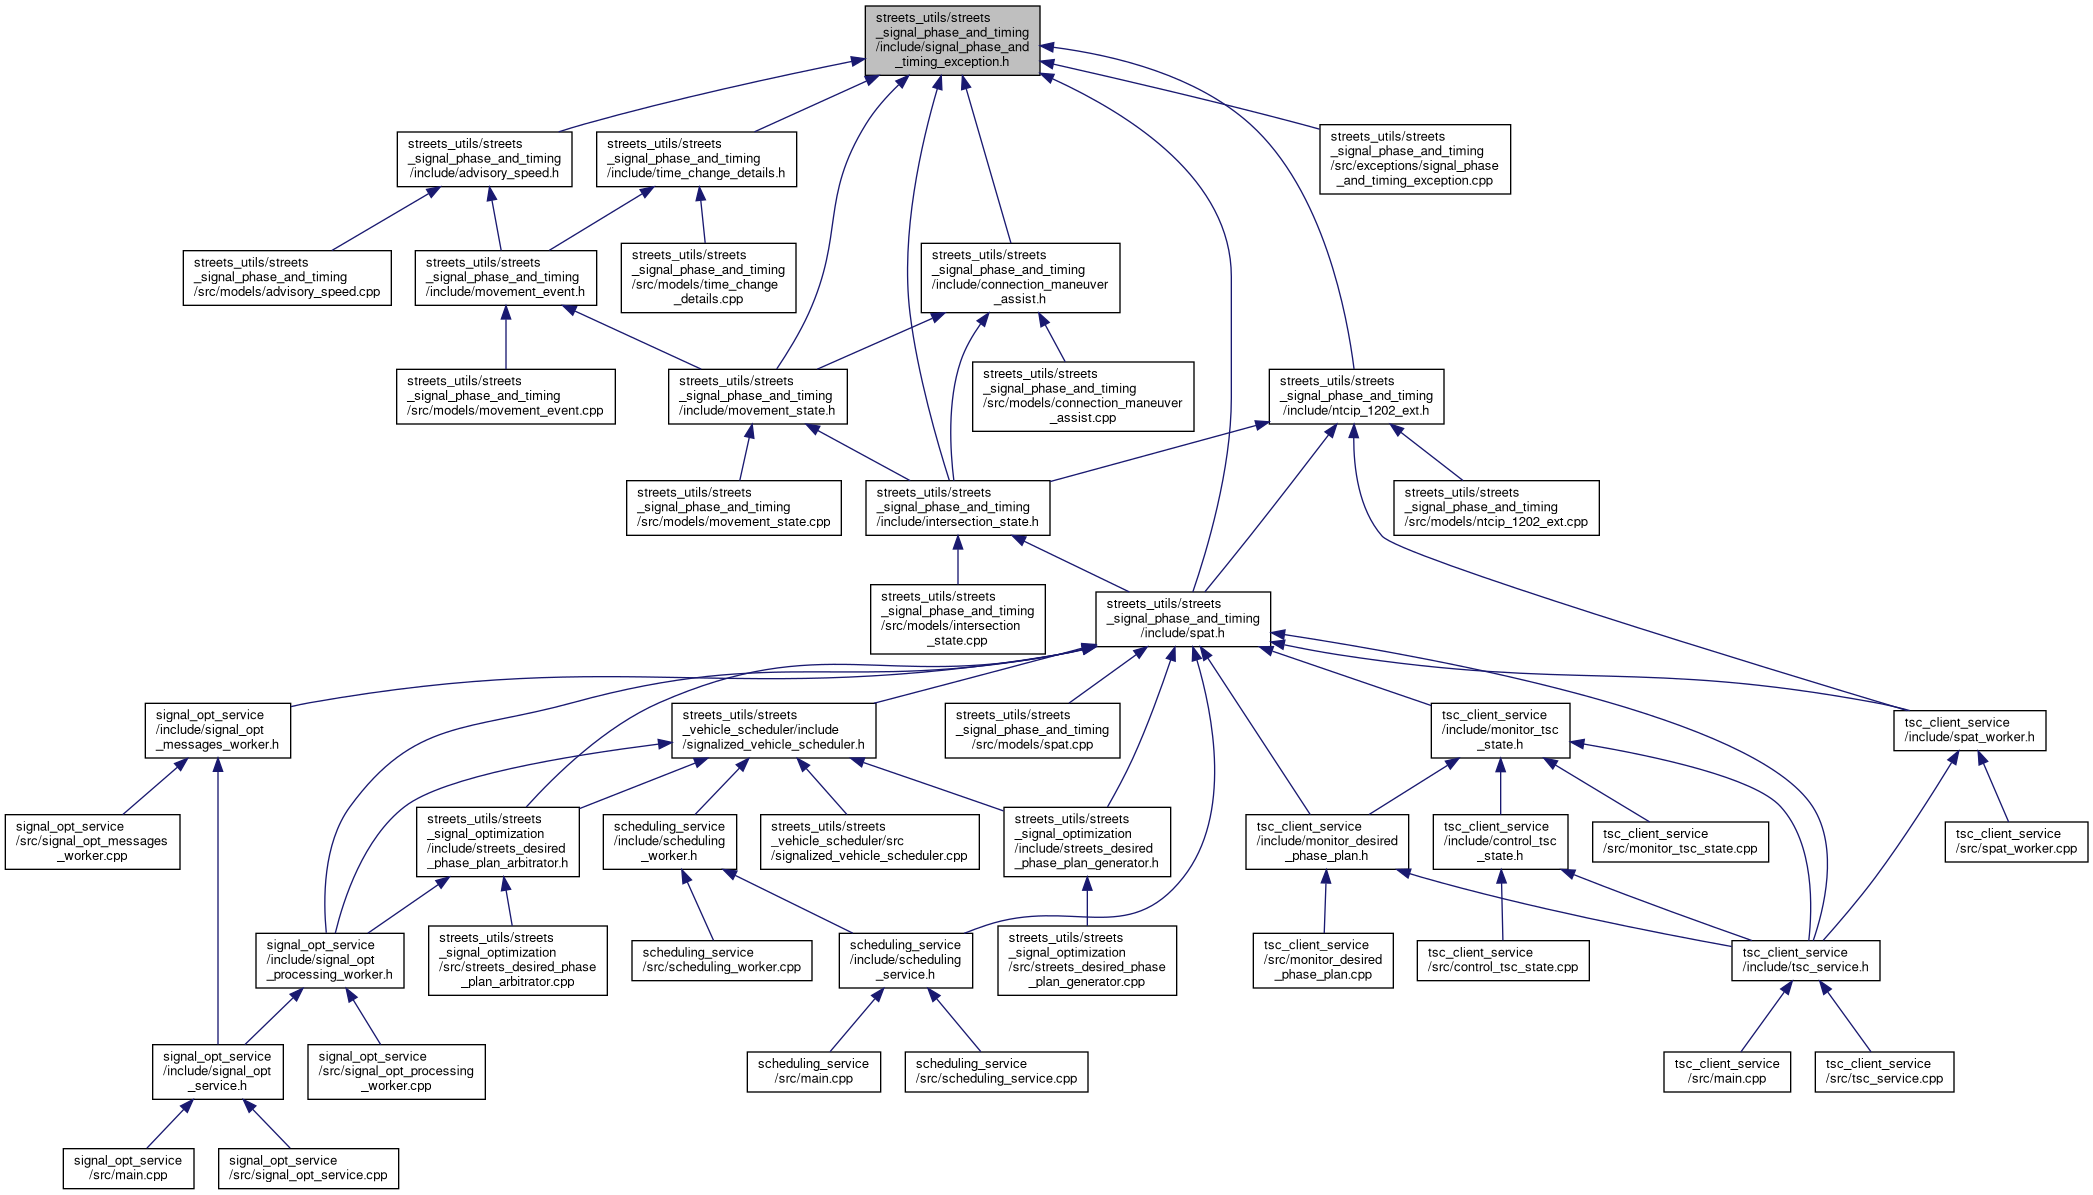 streets_utils/streets
_signal_phase_and_timing
/include/signal_phase_and
_timing_exception.h
streets_utils/streets
_signal_phase_and_timing
/include/advisory_speed.h
streets_utils/streets
_signal_phase_and_timing
/include/time_change_details.h
streets_utils/streets
_signal_phase_and_timing
/src/exceptions/signal_phase
_and_timing_exception.cpp
streets_utils/streets
_signal_phase_and_timing
/src/models/advisory_speed.cpp
streets_utils/streets
_signal_phase_and_timing
/include/movement_event.h
streets_utils/streets
_signal_phase_and_timing
/src/models/time_change
_details.cpp
streets_utils/streets
_signal_phase_and_timing
/include/connection_maneuver
_assist.h
streets_utils/streets
_signal_phase_and_timing
/src/models/movement_event.cpp
streets_utils/streets
_signal_phase_and_timing
/include/movement_state.h
streets_utils/streets
_signal_phase_and_timing
/src/models/connection_maneuver
_assist.cpp
streets_utils/streets
_signal_phase_and_timing
/include/ntcip_1202_ext.h
streets_utils/streets
_signal_phase_and_timing
/src/models/movement_state.cpp
streets_utils/streets
_signal_phase_and_timing
/include/intersection_state.h
streets_utils/streets
_signal_phase_and_timing
/src/models/ntcip_1202_ext.cpp
streets_utils/streets
_signal_phase_and_timing
/src/models/intersection
_state.cpp
streets_utils/streets
_signal_phase_and_timing
/include/spat.h
signal_opt_service
/include/signal_opt
_messages_worker.h
streets_utils/streets
_vehicle_scheduler/include
/signalized_vehicle_scheduler.h
streets_utils/streets
_signal_phase_and_timing
/src/models/spat.cpp
tsc_client_service
/include/monitor_tsc
_state.h
tsc_client_service
/include/spat_worker.h
signal_opt_service
/src/signal_opt_messages
_worker.cpp
streets_utils/streets
_signal_optimization
/include/streets_desired
_phase_plan_arbitrator.h
scheduling_service
/include/scheduling
_worker.h
streets_utils/streets
_vehicle_scheduler/src
/signalized_vehicle_scheduler.cpp
streets_utils/streets
_signal_optimization
/include/streets_desired
_phase_plan_generator.h
tsc_client_service
/include/monitor_desired
_phase_plan.h
tsc_client_service
/include/control_tsc
_state.h
tsc_client_service
/src/monitor_tsc_state.cpp
tsc_client_service
/src/spat_worker.cpp
signal_opt_service
/include/signal_opt
_processing_worker.h
streets_utils/streets
_signal_optimization
/src/streets_desired_phase
_plan_arbitrator.cpp
scheduling_service
/src/scheduling_worker.cpp
scheduling_service
/include/scheduling
_service.h
streets_utils/streets
_signal_optimization
/src/streets_desired_phase
_plan_generator.cpp
tsc_client_service
/src/monitor_desired
_phase_plan.cpp
tsc_client_service
/src/control_tsc_state.cpp
tsc_client_service
/include/tsc_service.h
signal_opt_service
/include/signal_opt
_service.h
signal_opt_service
/src/signal_opt_processing
_worker.cpp
scheduling_service
/src/main.cpp
scheduling_service
/src/scheduling_service.cpp
tsc_client_service
/src/main.cpp
tsc_client_service
/src/tsc_service.cpp
signal_opt_service
/src/main.cpp
signal_opt_service
/src/signal_opt_service.cpp